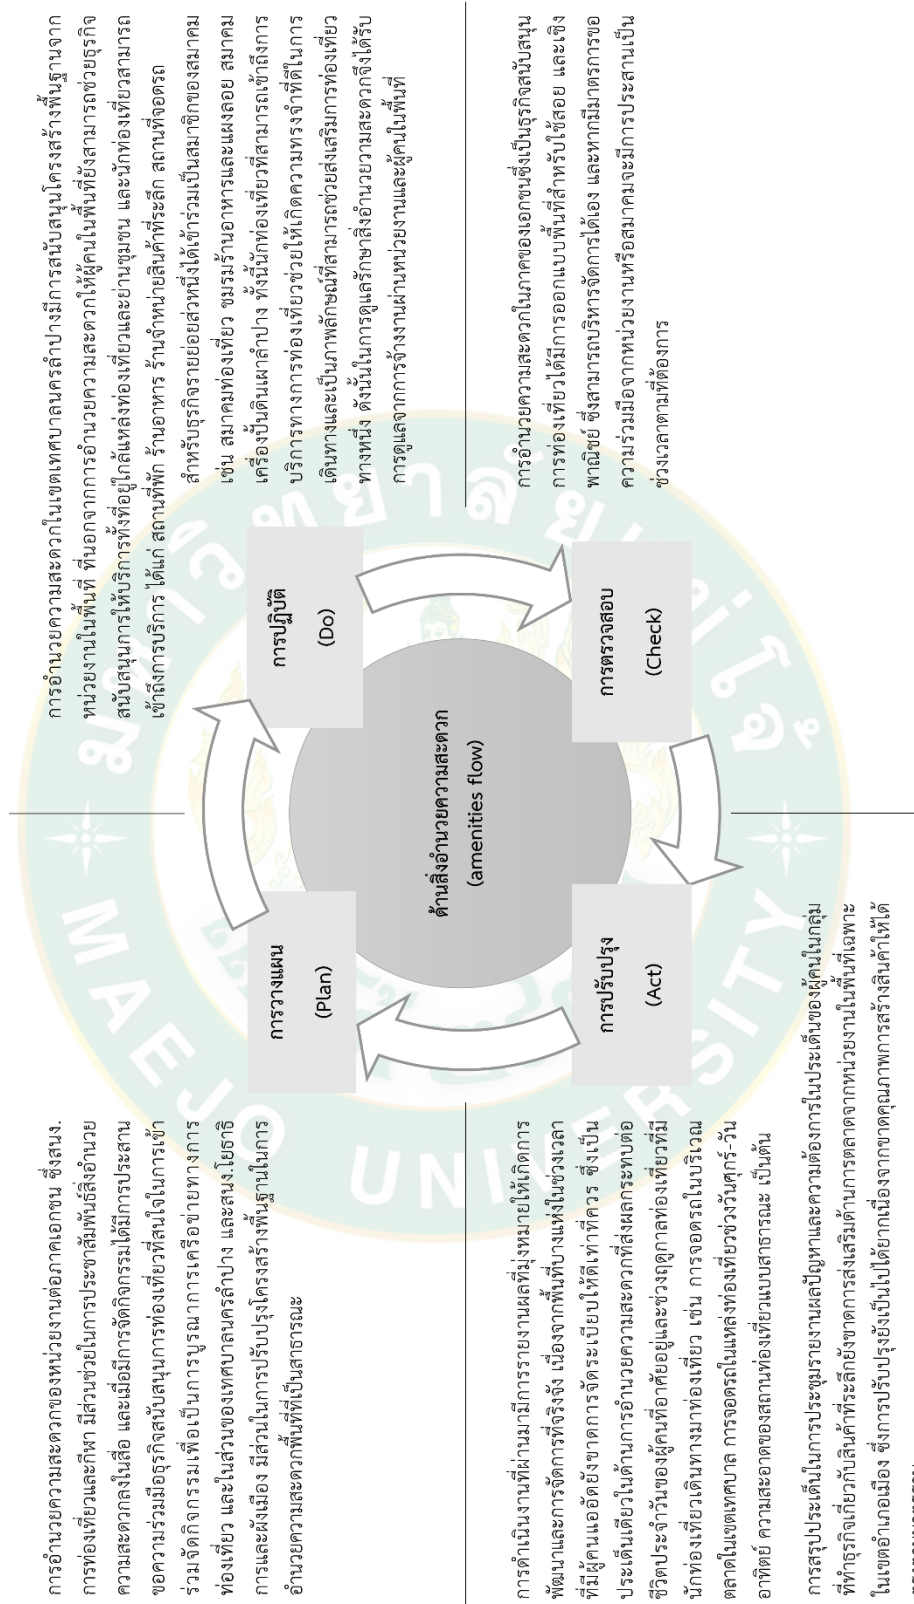 การอำนวยความสะดวกของหน่วยงานต่อภาคเอกชน ซึ่งสนง.
การท่องเที่ยวและกีฬา มีส่วนช่วยในการประชาสัมพันธ์สิ่งอำนวย
ความสะดวกลงในสื่อ และเมื่อมีการจัดกิจกรรมได้มีการประสาน
ขอความร่วมมือธุรกิจสนับสนุนการท่องเที่ยวที่สนใจในการเข้า
ร่วมจัดกิจกรรมเพื่อเป็นการบูรณาการเครือข่ายทางการ
ท่องเที่ยว และในส่วนของเทศบาลนครลำปาง และสนง.โยธาธิ
การและผังเมือง มีส่วนในการปรับปรุงโครงสร้างพื้นฐานในการ
อำนวยความสะดวกพื้นที่ที่เป็นสาธารณะ
การอำนวยความสะดวกในเขตเทศบาลนครลำปางมีการสนับสนุนโครงสร้างพื้นฐานจาก
หน่วยงานในพื้นที่ ที่นอกจากการอำนวยความสะดวกให้ผู้คนในพื้นที่ยังสามารถช่วยธุรกิจ
สนับสนุนการให้บริการทั้งที่อยู่ใกล้แหล่งท่องเที่ยวและย่านชุมชน และนักท่องเที่ยวสามารถ
เข้าถึงการบริการ ได้แก่ สถานที่พัก ร้านอาหาร ร้านจำหน่ายสินค้าที่ระลึก สถานที่จอดรถ
สำหรับธุรกิจรายย่อยส่วหนึ่งได้เข้าร่วมเป็นสมาชิกของสมาคม
เช่น สมาคมท่องเที่ยว ชมรมร้านอาหารและแผงลอย สมาคม
เครื่องปั้นดินเผาลำปาง ทั้งนี้นักท่องเที่ยวที่สามารถเข้าถึงการ
บริการทางการท่องเที่ยวช่วยให้เกิดความทรงจำที่ดีในการ
เดินทางและเป็นภาพลักษณ์ที่สามารถช่วยส่งเสริมการท่องเที่ยว
ทางหนึ่ง ดังนั้นในการดูแลรักษาสิ่งอำนวยวามสะดวกจึงได้รับ
การดูแลจากการจ้างงานผ่านหน่วยงานและผู้คนในพื้นที่
การวางแผน
(Plan)
การปฏิบัติ
(Do)
ด้านสิ่งอำนวยความสะดวก
(amenities flow)
การปรับปรุง
(Act)
การตรวจสอบ
(Check)
การดำเนินงานที่ผ่านมามีการรายงานผลที่มุ่งหมายให้เกิดการ
พัฒนาและการจัดการที่จริงจัง เนื่องจากพื้นที่บางแห่งในช่วงเวลา
ที่มีผู้คนแออัดยังขาดการจัดระเบียบให้ดีเท่าที่ควร ซึ่งเป็น
ประเด็นเดียวในด้านการอำนวยความสะดวกที่ส่งผลกระทบต่อ
ชีวิตประจำวันของผู้คนที่อาศัยอยู่และช่วงฤดูกาลท่องเที่ยวที่มี
นักท่องเที่ยวเดินทางมาท่องเที่ยว เช่น การจอดรถในบริเวณ
ตลาดในเขตเทศบาล การจอดรถในแหล่งท่องเที่ยวช่วงวันศุกร์-วัน
อาทิตย์ ความสะอาดของสถานท่องเที่ยวแบบสาธารณะ เป็นต้น
การสรุปประเด็นในการประชุมรายงานผลปัญหาและความต้องการในประเด็นของผู้คนในกลุ่ม
ที่ทำธุรกิจเกี่ยวกับสินค้าที่ระลึกยังขาดการส่งเสริมด้านการตลาดจากหน่วยงานในพื้นที่เฉพาะ
ในเขตอำเภอเมือง ซึ่งการปรับปรุงยังเป็นไปได้ยากเนื่องจากขาดคุณภาพการสร้างสินค้าให้ได้
การอำนวยความสะดวกในภาคของเอกชนซึ่งเป็นธุรกิจสนับสนุน
การท่องเที่ยวได้มีการออกแบบพื้นที่สำหรับใช้สอย และเชิง
พาณิชย์ ซึ่งสามารถบริหารจัดการได้เอง และหากมีมาตรการขอ
ความร่วมมือจากหน่วยงานหรือสมาคมจะมีการประสานเป็น
ช่วงเวลาตามที่ต้องการ
มหาวิทยาลัยแม่โจ้
MAEJO UNIVERSITY